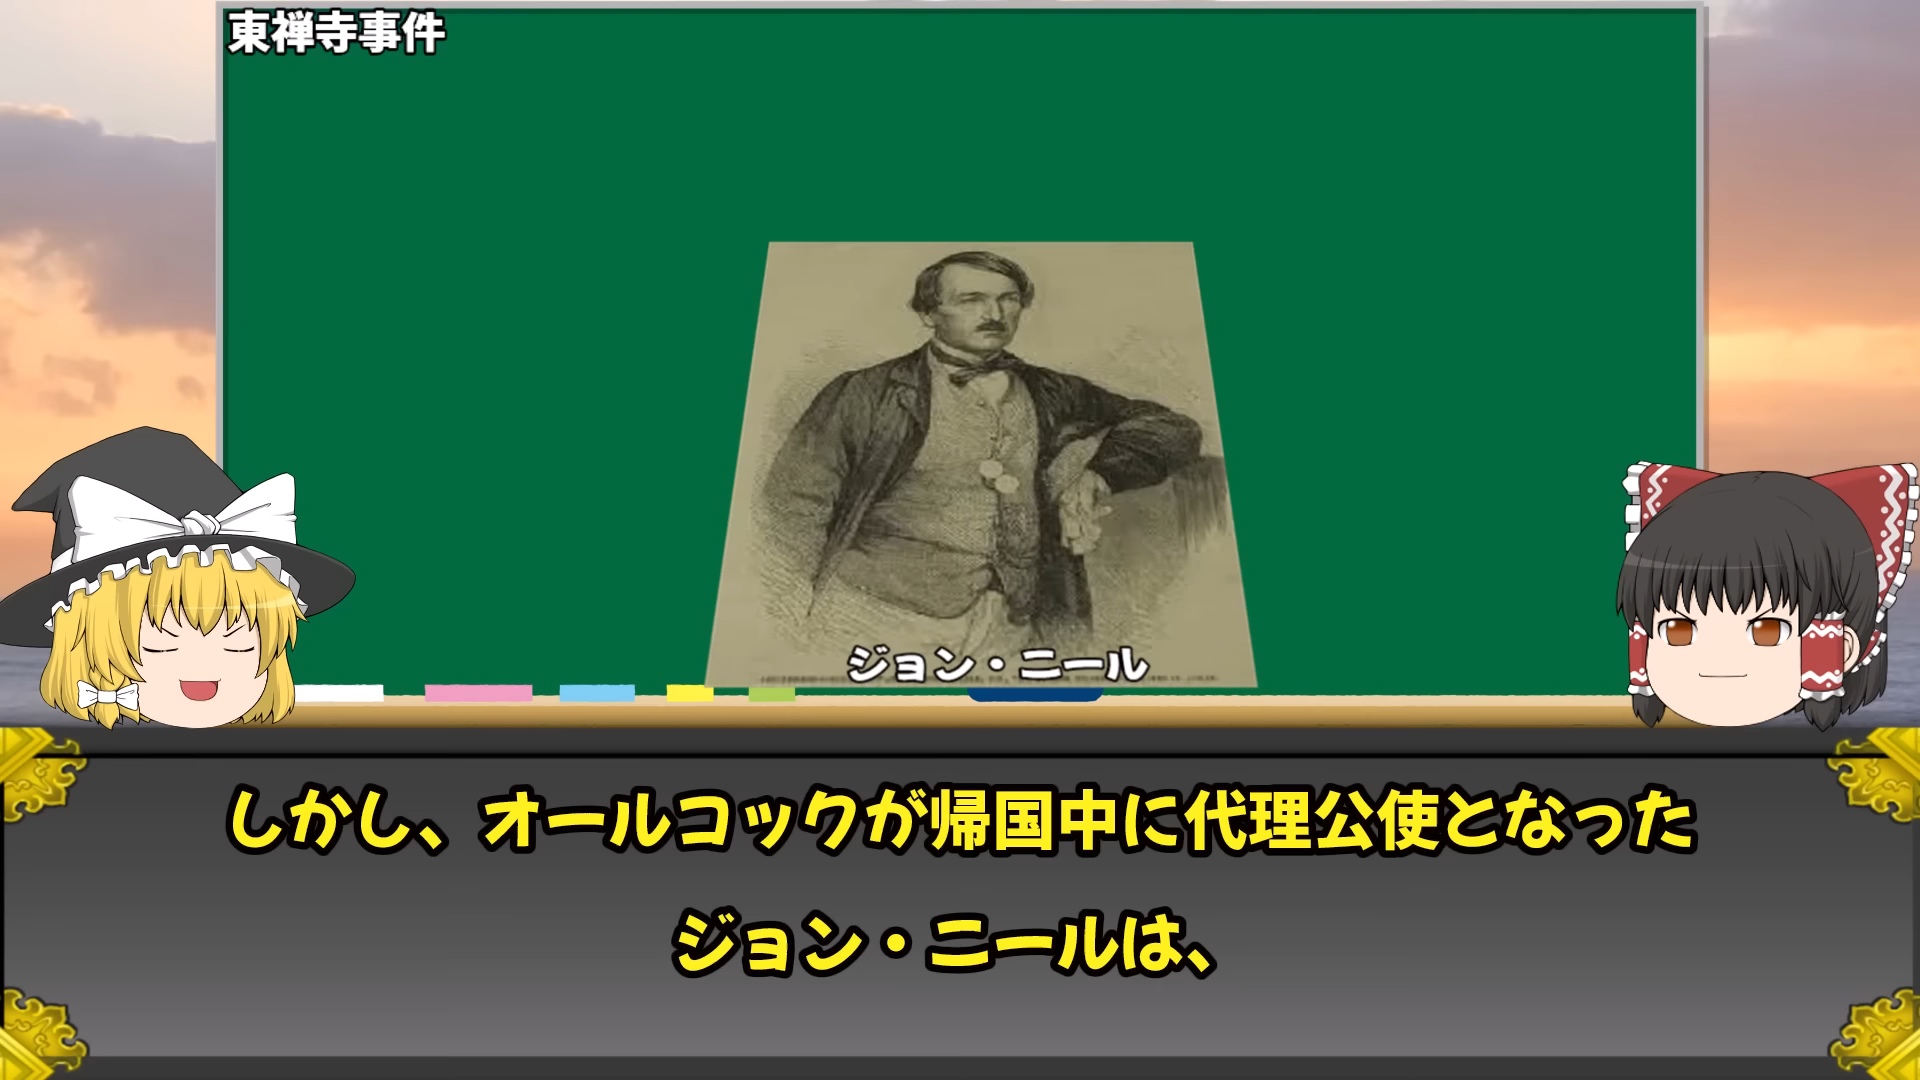 東禅寺事件
ジョン・ニール
しかし、オールコックが帰国中に代理公使となった
ジョン・ニールは、